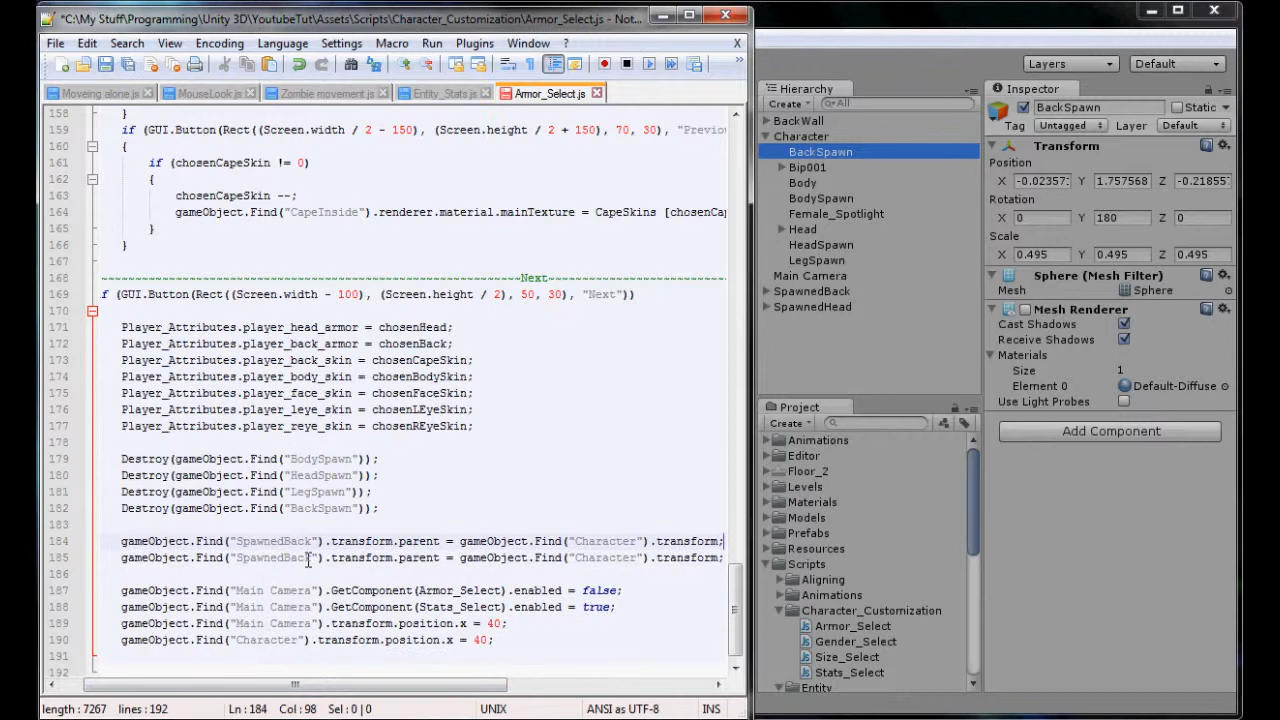 *C:\My Stuff\Programming\Unity 3D\YoutubeTut\Assets\Scripts\Character_Customization\Armor_Select.js - Not...
File Edit Search View Encoding Language Settings Macro Run Plugins Window ? X
Moveing alone.js MouseLook.js Zombie movement.js Entity_Stats.js Armor_Select.js
158 }
159 if (GUI.Button(Rect((Screen.width / 2 - 150), (Screen.height / 2 + 150), 70, 30), "Previou
160 {
161 if (chosenCapeSkin != 0)
162 {
163 chosenCapeSkin --;
164 gameObject.Find("CapeInside").renderer.material.mainTexture = CapeSkins [chosenCap
165 }
166 }
167
168 ~~~~~~~~~~~~~~~~~~~~~~~~~~~~~~~~~~~~~~~~~~~~~~~~~~~~~~~~~~~~~~~~Next~~~~~~~~~~~~~~~~~~~~~~~~~~~
169 f (GUI.Button(Rect((Screen.width - 100), (Screen.height / 2), 50, 30), "Next"))
170
171 Player_Attributes.player_head_armor = chosenHead;
172 Player_Attributes.player_back_armor = chosenBack;
173 Player_Attributes.player_back_skin = chosenCapeSkin;
174 Player_Attributes.player_body_skin = chosenBodySkin;
175 Player_Attributes.player_face_skin = chosenFaceSkin;
176 Player_Attributes.player_leye_skin = chosenLEyeSkin;
177 Player_Attributes.player_reye_skin = chosenREyeSkin;
178
179 Destroy(gameObject.Find("BodySpawn"));
180 Destroy(gameObject.Find("HeadSpawn"));
181 Destroy(gameObject.Find("LegSpawn"));
182 Destroy(gameObject.Find("BackSpawn"));
183
184 gameObject.Find("SpawnedBack").transform.parent = gameObject.Find("Character").transform;
185 gameObject.Find("SpawnedBack").transform.parent = gameObject.Find("Character").transform;
186
187 gameObject.Find("Main Camera").GetComponent(Armor_Select).enabled = false;
188 gameObject.Find("Main Camera").GetComponent(Stats_Select).enabled = true;
189 gameObject.Find("Main Camera").transform.position.x = 40;
190 gameObject.Find("Character").transform.position.x = 40;
191
192
length : 7267 lines : 192 Ln : 184 Col : 98 Sel : 0 | 0 UNIX ANSI as UTF-8 INS
Layers Default
Hierarchy
Create All
BackWall
Character
BackSpawn
Bip001
Body
BodySpawn
Female_Spotlight
Head
HeadSpawn
LegSpawn
Main Camera
SpawnedBack
SpawnedHead
Project
Create
Animations
Editor
Floor_2
Levels
Materials
Models
Prefabs
Resources
Scripts
Aligning
Animations
Character_Customization
Armor_Select
Gender_Select
Size_Select
Stats_Select
Entity
Inspector
BackSpawn Static
Tag Untagged Layer Default
Transform
Position
X -0.02357: Y 1.757568 Z -0.21855
Rotation
X 0 Y 180 Z 0
Scale
X 0.495 Y 0.495 Z 0.495
Sphere (Mesh Filter)
Mesh Sphere
Mesh Renderer
Cast Shadows
Receive Shadows
Materials
Size 1
Element 0 Default-Diffuse
Use Light Probes
Add Component